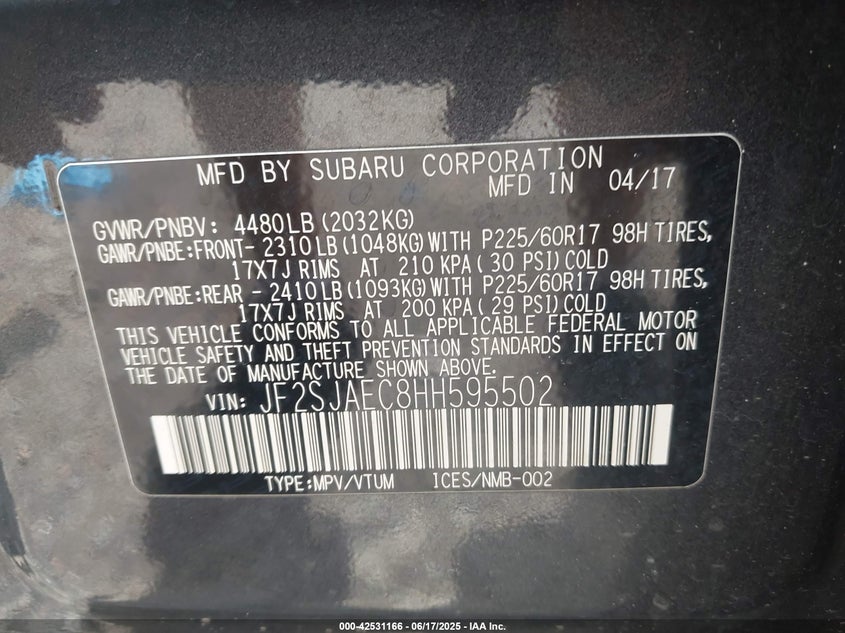 MFD BY SUBARU CORPORATION
MFD IN 04/17
GVWR/PNBV: 4480LB(2032KG)
GAWR/PNBE:FRONT-2310LB(1048KG)WITH P225/60R17 98H TIRES,
17X7J RIMS AT 210 KPA( 30 PSI)COLD
GAWR/PNBE:REAR -2410LB(1093KG)WITH P225/60R17 98H TIRES,
17X7J RIMS AT 200 KPA( 29 PSI)COLD
THIS VEHICLE CONFORMS TO ALL APPLICABLE FEDERAL MOTOR
VEHICLE SAFETY AND THEFT PREVENTION STANDARDS IN EFFECT ON
THE DATE OF MANUFACTURE SHOWN ABOVE.
VIN: JF2SJAEC8HH595502
TYPE:MPV/VTUM ICES/NMB-002
000-42531166 - 06/17/2025 - IAA Inc.